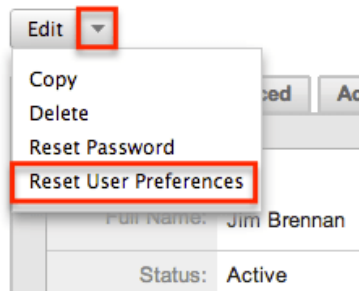 Edit
Copy
Delete
Reset Password
Reset User Preferences
Full Name: Jim Brennan
Status: Active